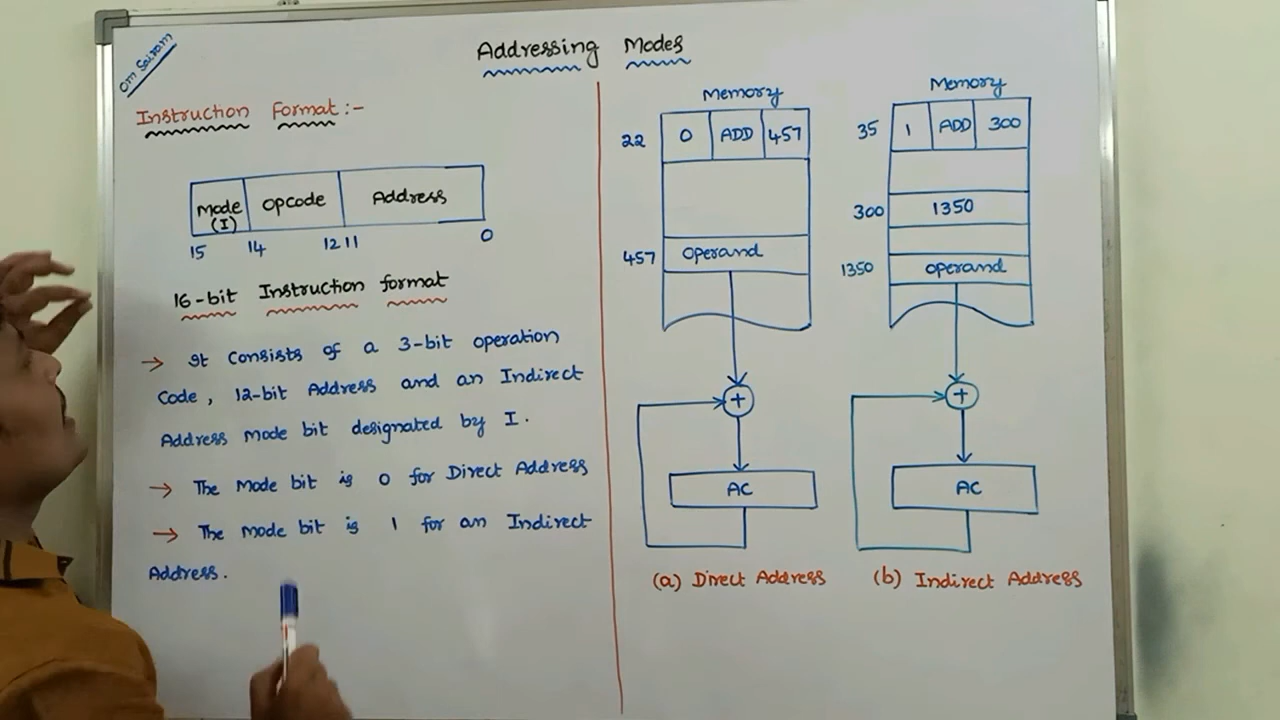 Om Sairam
Addressing Modes
Instruction Format:-
Mode (I) Opcode Address
15 14 12 11 0
16-bit Instruction format
→ It Consists of a 3-bit operation
Code, 12-bit Address and an Indirect
Address mode bit designated by I.
→ The Mode bit is 0 for Direct Address
→ The mode bit is 1 for an Indirect
Address.
Memory
22 0 ADD 457
457 Operand
+
AC
(a) Direct Address
Memory
35 1 ADD 300
300 1350
1350 operand
+
AC
(b) Indirect Address